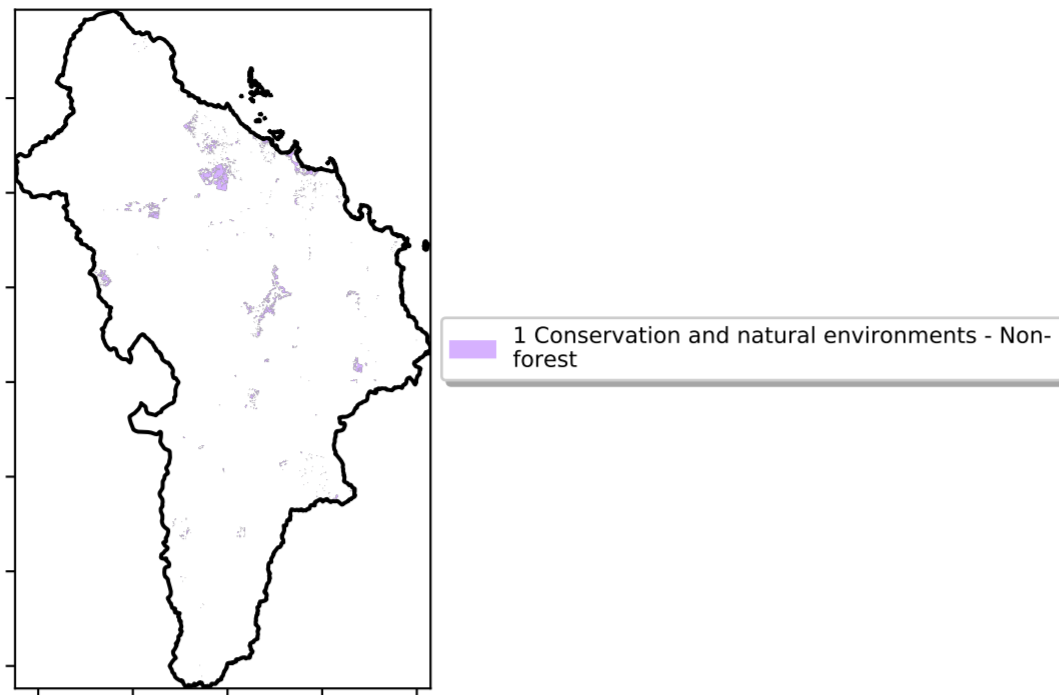 1 Conservation and natural environments - Non-
forest